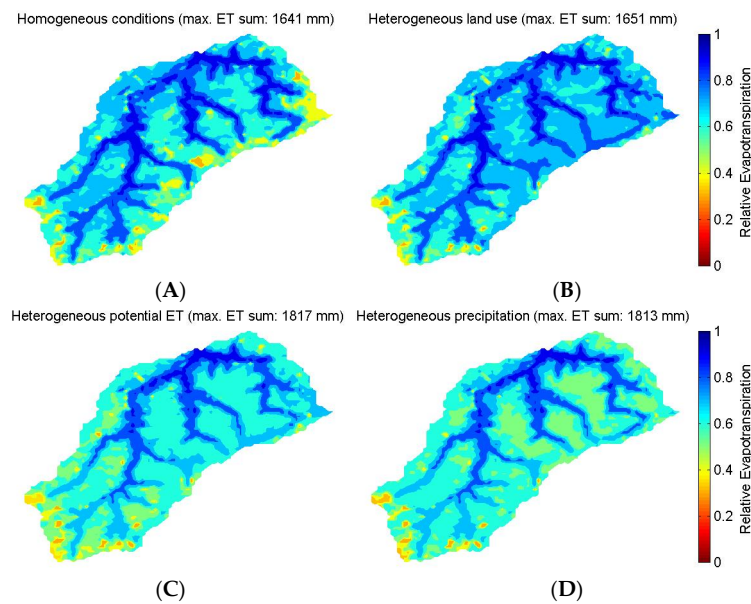 Homogeneous conditions (max. ET sum: 1641 mm)
Heterogeneous land use (max. ET sum: 1651 mm)
1
0.8
0.6
0.4
0.2
0
Relative Evapotranspiration
(A)
(B)
Heterogeneous potential ET (max. ET sum: 1817 mm)
Heterogeneous precipitation (max. ET sum: 1813 mm)
1
0.8
0.6
0.4
0.2
0
Relative Evapotranspiration
(C)
(D)